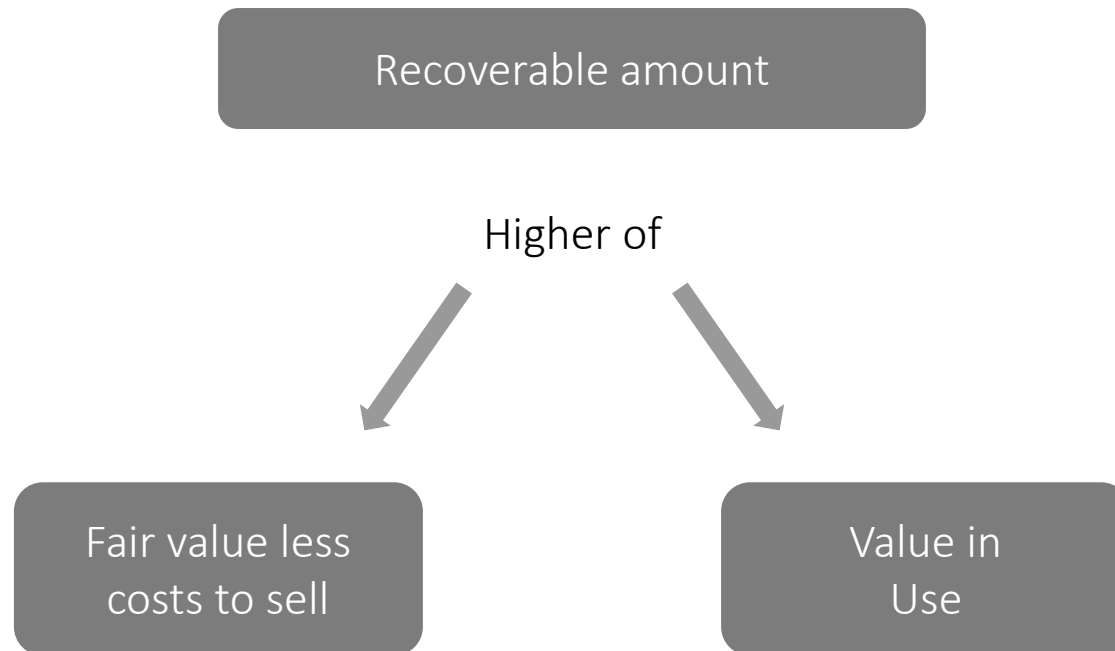 Recoverable amount
Higher of
Fair value less
costs to sell
Value in
Use